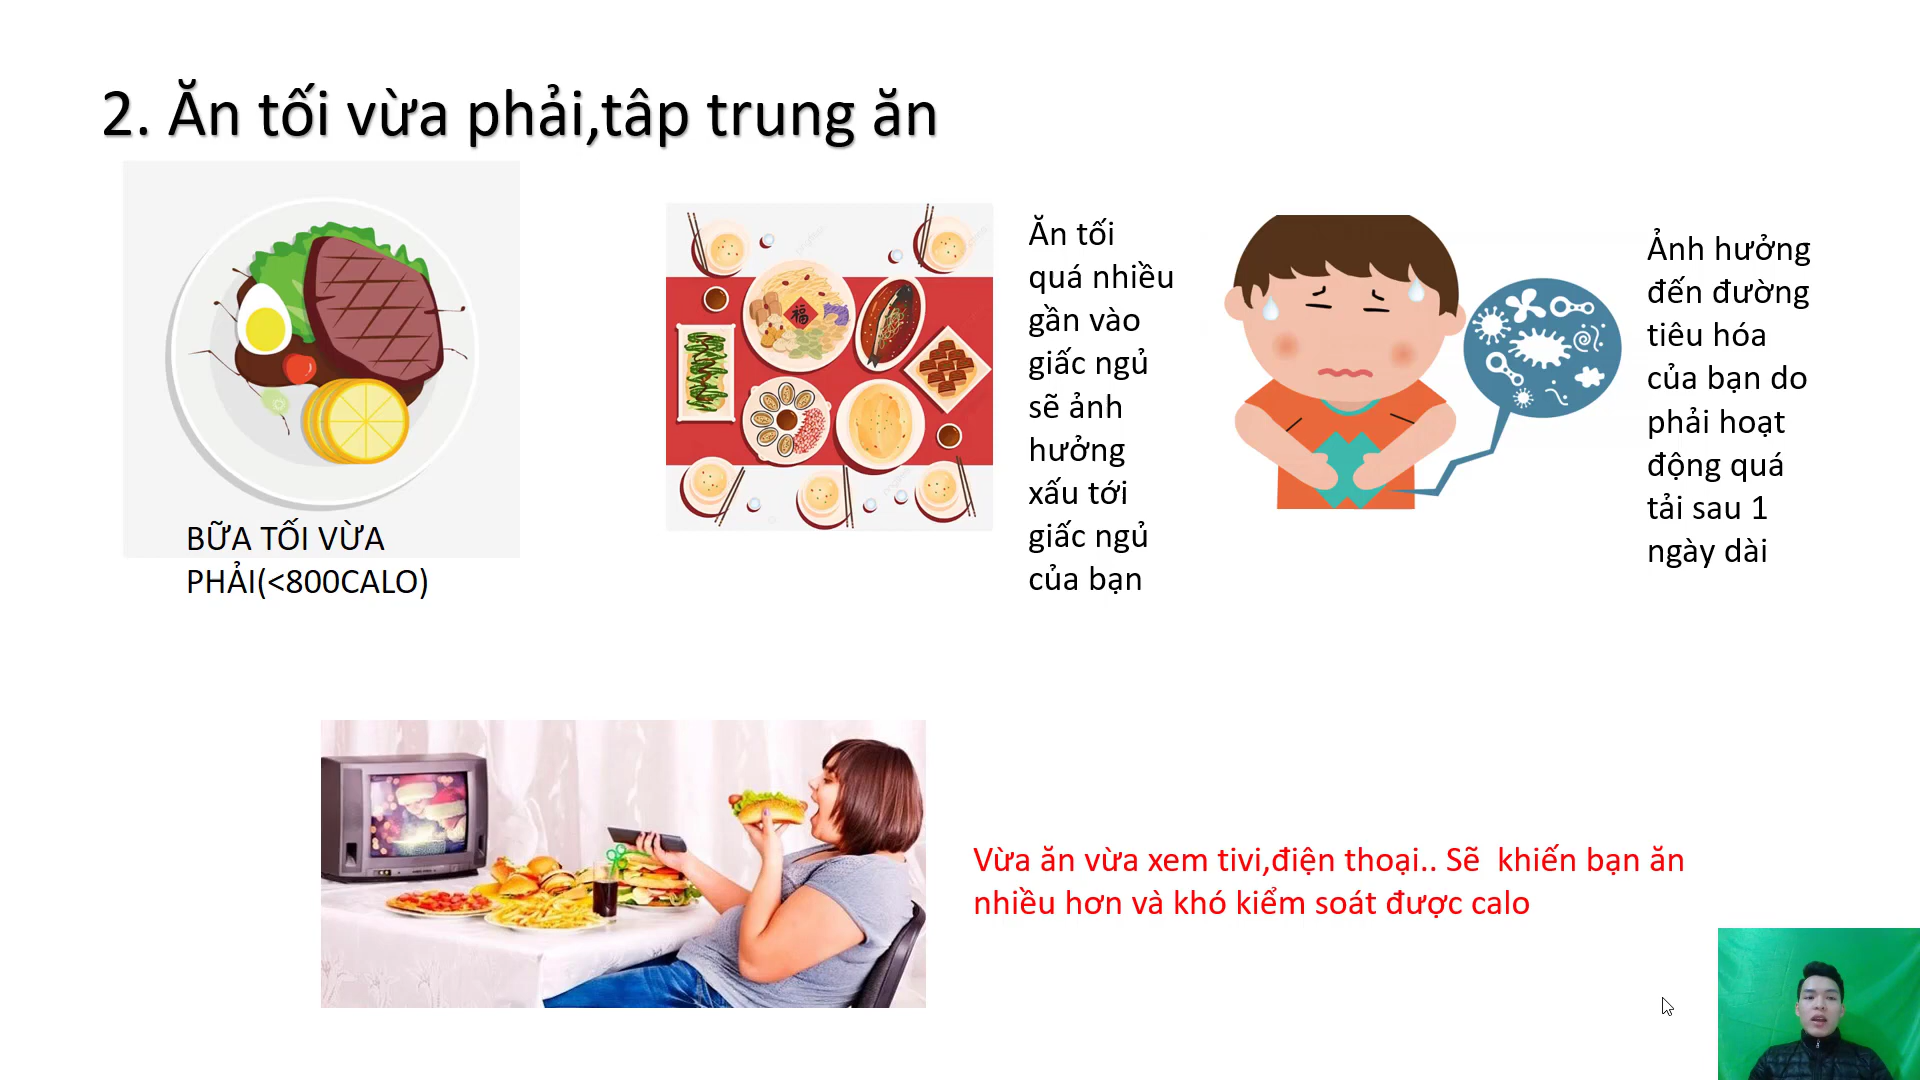 2. Ăn tối vừa phải,tâp trung ăn
BỮA TỐI VỪA
PHẢI(<800CALO)
福
Ăn tối
quá nhiều
gần vào
giấc ngủ
sẽ ảnh
hưởng
xấu tới
giấc ngủ
của bạn
Ảnh hưởng
đến đường
tiêu hóa
của bạn do
phải hoạt
động quá
tải sau 1
ngày dài
Vừa ăn vừa xem tivi,điện thoại.. Sẽ  khiến bạn ăn
nhiều hơn và khó kiểm soát được calo